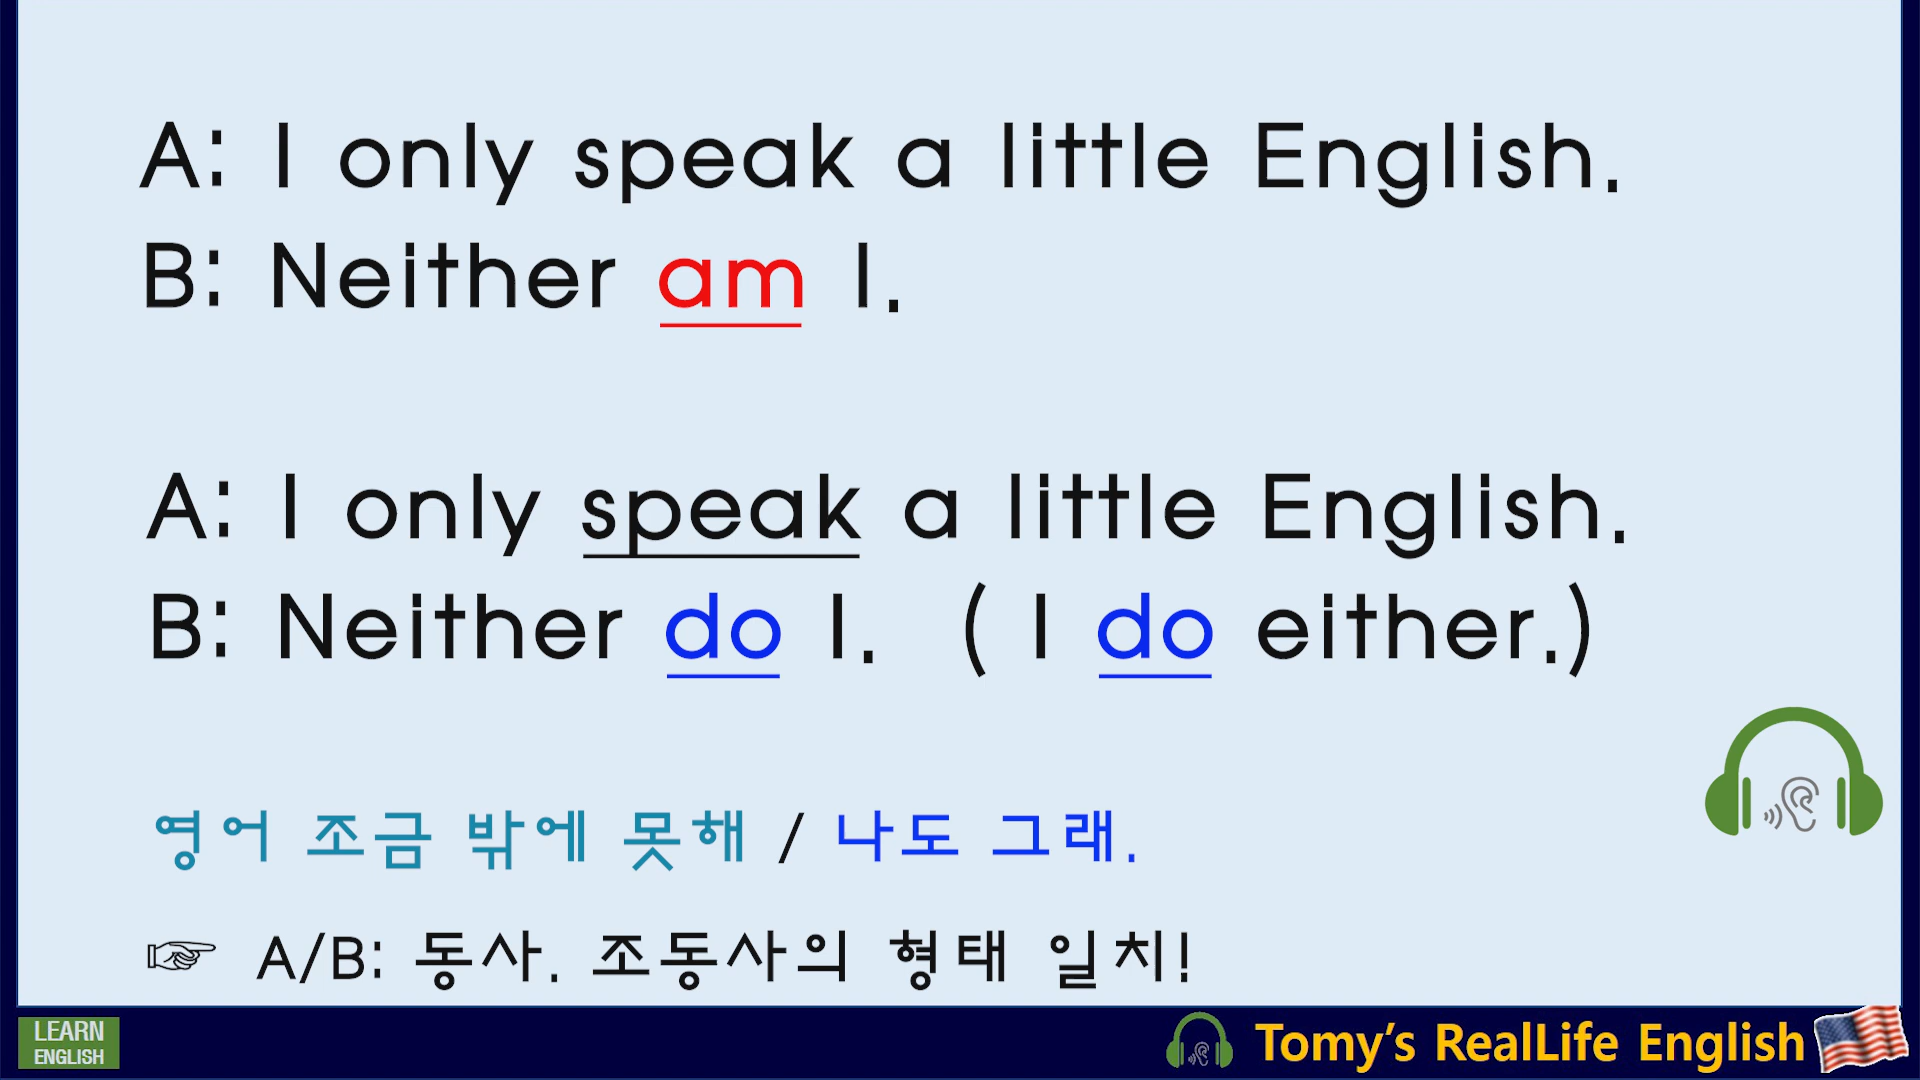 A: I only speak a little English.
B: Neither am I.
A: I only speak a little English.
B: Neither do I. ( I do either.)
영어 조금 밖에 못해 / 나도 그래.
☞ A/B: 동사. 조동사의 형태 일치!
LEARN
ENGLISH
Tomy's RealLife English